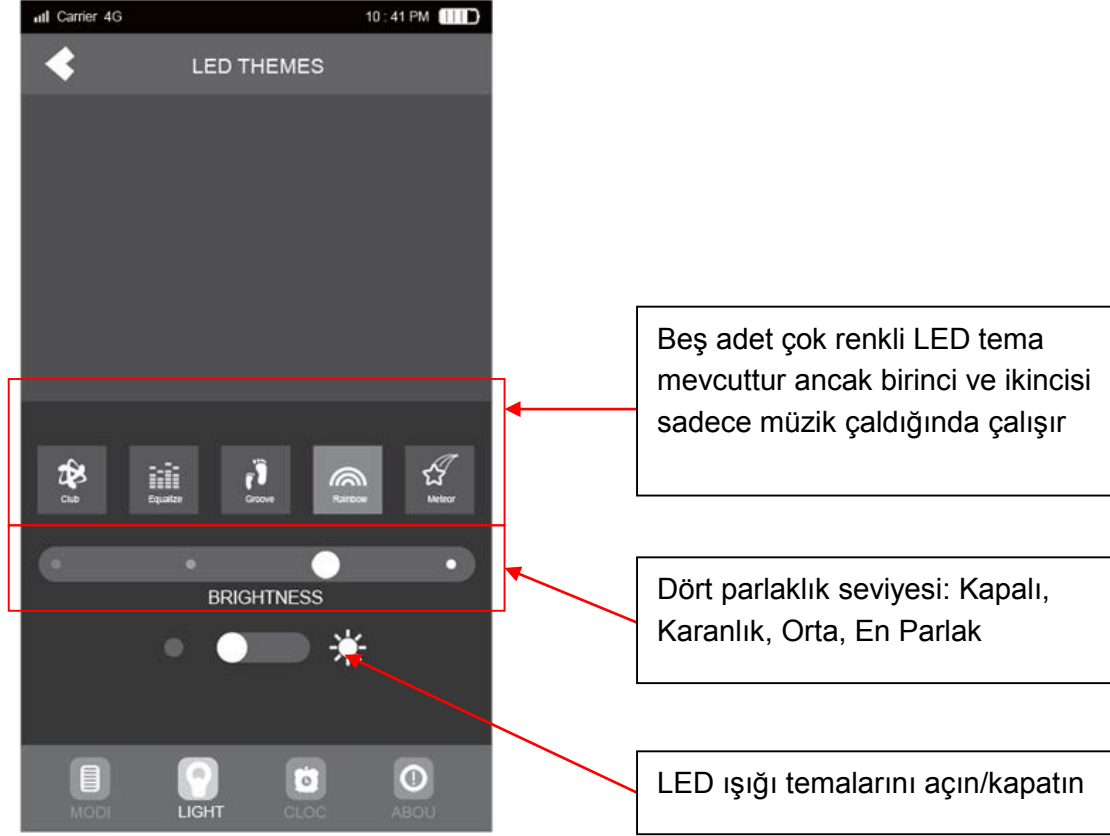 Carrier 4G 10 : 41 PM
LED THEMES
Beş adet çok renkli LED tema
mevcuttur ancak birinci ve ikincisi
sadece müzik çaldığında çalışır
Club Equalize Groove Rainbow Meteor
BRIGHTNESS
Dört parlaklık seviyesi: Kapalı,
Karanlık, Orta, En Parlak
LED ışığı temalarını açın/kapatın
MODI LIGHT CLOC ABOU